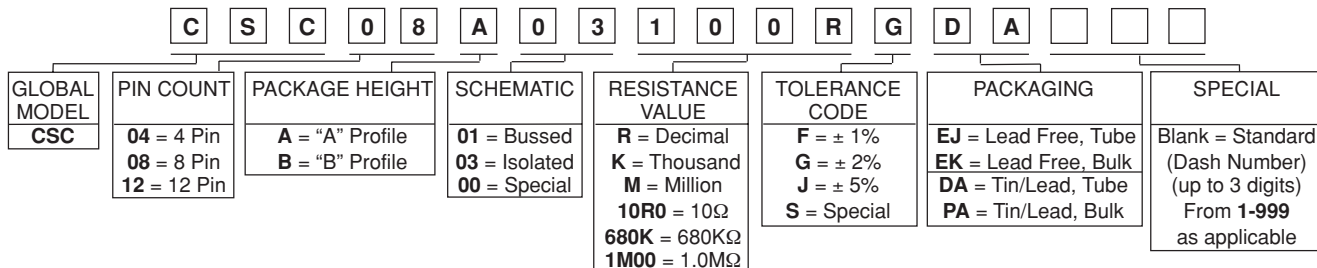 C S C 0 8 A 0 3 1 0 0 R G D A
GLOBAL
MODEL
CSC
PIN COUNT
04 = 4 Pin
08 = 8 Pin
12 = 12 Pin
PACKAGE HEIGHT
A = “A” Profile
B = “B” Profile
SCHEMATIC
01 = Bussed
03 = Isolated
00 = Special
RESISTANCE
VALUE
R = Decimal
K = Thousand
M = Million
10R0 = 10Ω
680K = 680KΩ
1M00 = 1.0MΩ
TOLERANCE
CODE
F = ± 1%
G = ± 2%
J = ± 5%
S = Special
PACKAGING
EJ = Lead Free, Tube
EK = Lead Free, Bulk
DA = Tin/Lead, Tube
PA = Tin/Lead, Bulk
SPECIAL
Blank = Standard
(Dash Number)
(up to 3 digits)
From 1-999
as applicable